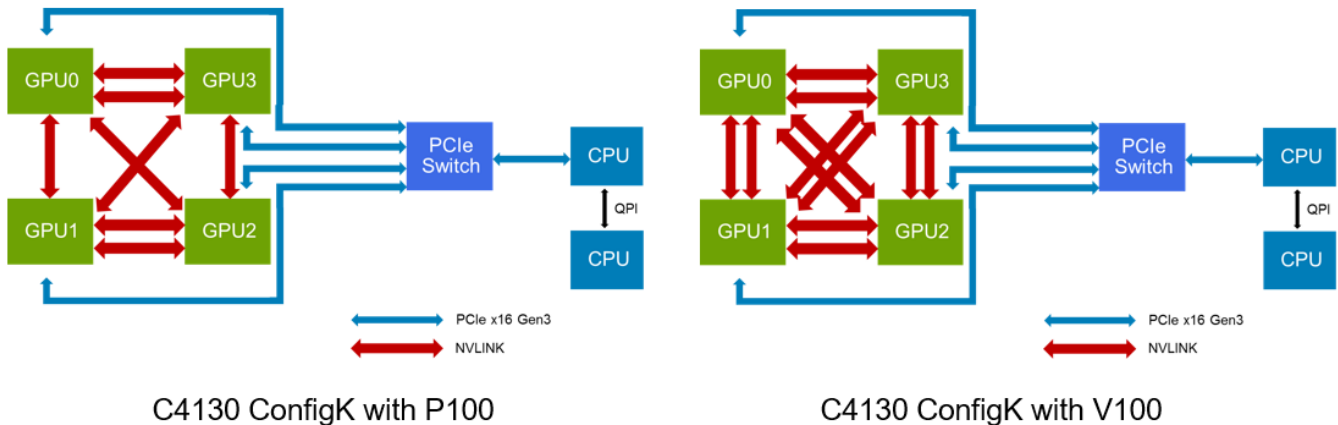 GPU0
GPU3
GPU1
GPU2
PCIe
Switch
CPU
QPI
CPU
PCIe x16 Gen3
NVLINK
C4130 ConfigK with P100
GPU0
GPU3
GPU1
GPU2
PCIe
Switch
CPU
QPI
CPU
PCIe x16 Gen3
NVLINK
C4130 ConfigK with V100